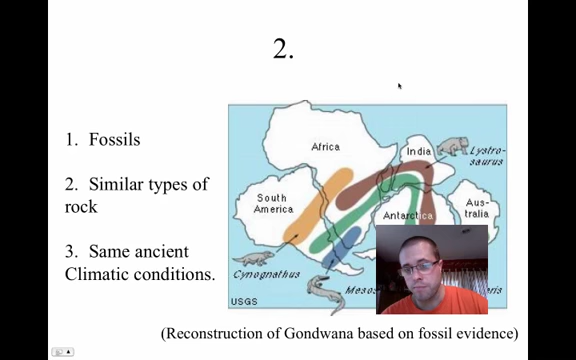 2.
1. Fossils
2. Similar types of
rock
3. Same ancient
Climatic conditions.
Africa
India
Lystro-
saurus
South
America
Antarctica
Aus-
tralia
Cynognathus
USGS
(Reconstruction of Gondwana based on fossil evidence)